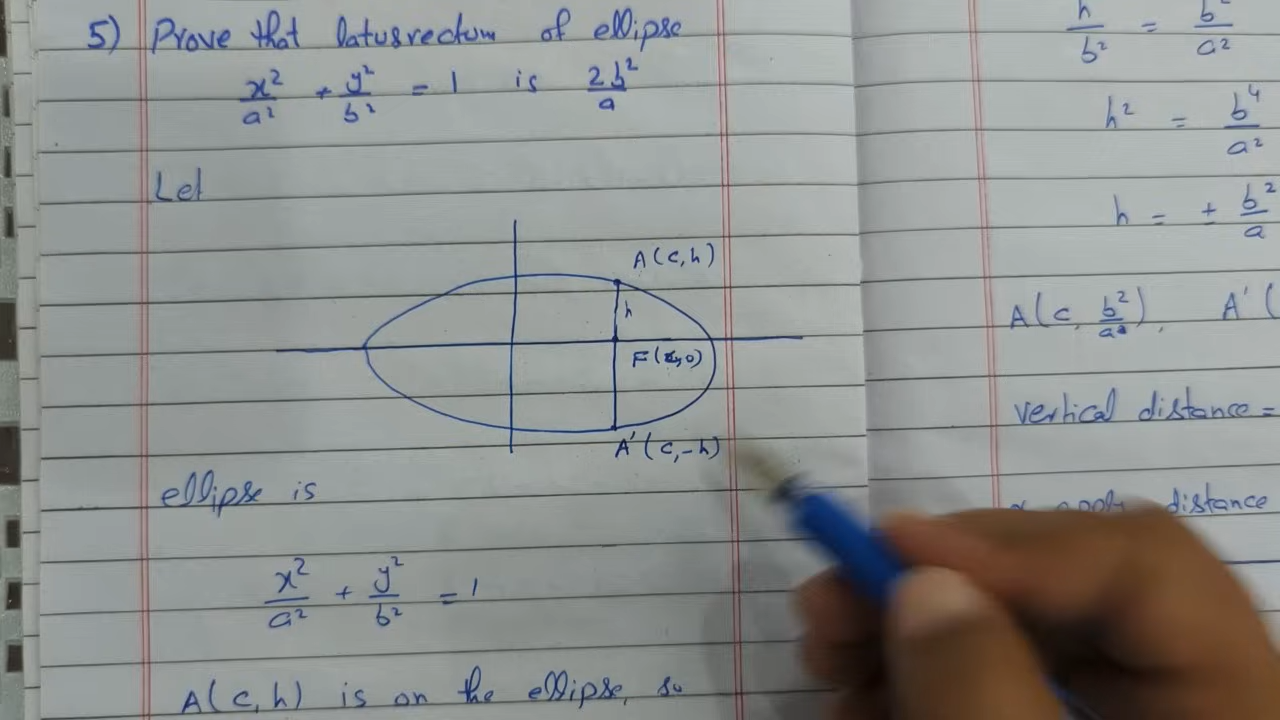 5) Prove that latusrectum of ellipse
x²/a² + y²/b² = 1 is 2b²/a
Let
A(c, h)
h
F(c,0)
A'(c,-h)
ellipse is
x²/a² + y²/b² = 1
A(c, h) is on the ellipse, so
h/b² = b²/a²
h² = b⁴/a²
h = ± b²/a
A(c, b²/a), A'(
vertical distance =
distance